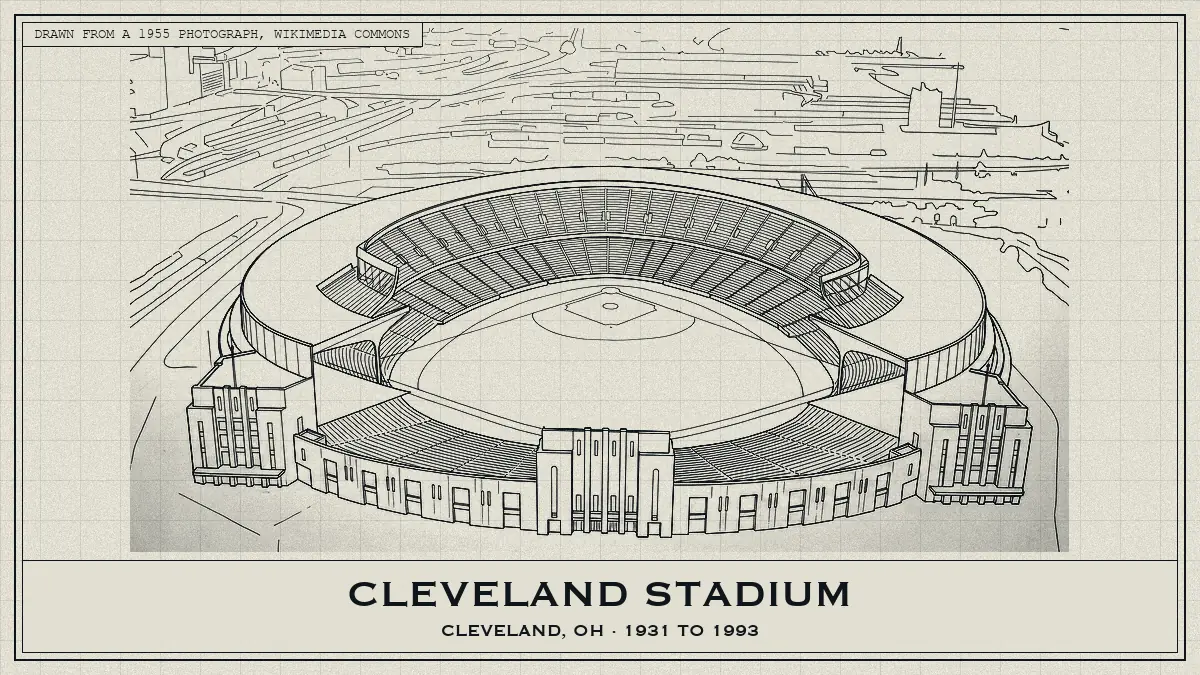 DRAWN FROM A 1955 PHOTOGRAPH, WIKIMEDIA COMMONS
CLEVELAND STADIUM
CLEVELAND, OH · 1931 TO 1993